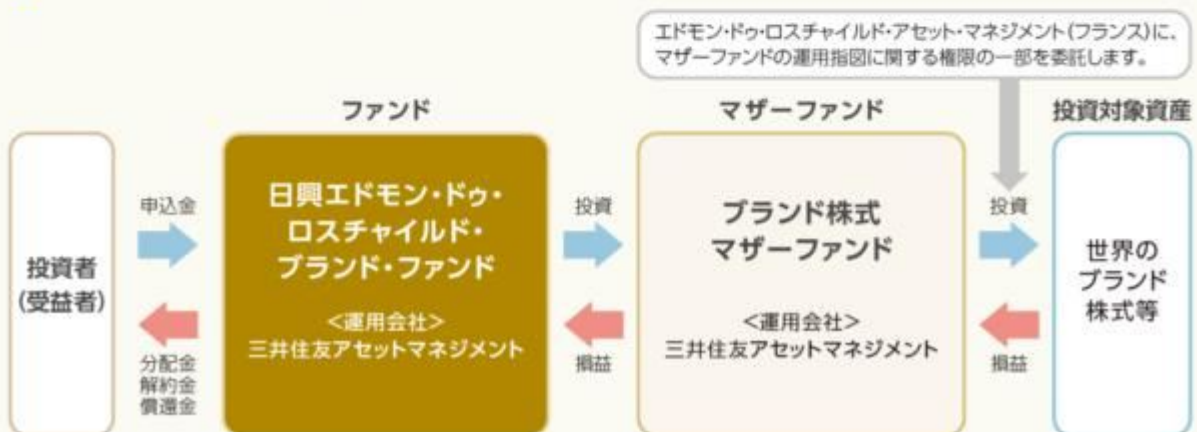 エドモン・ドゥ・ロスチャイルド・アセット・マネジメント(フランス)に、
マザーファンドの運用指図に関する権限の一部を委託します。
ファンド
マザーファンド
投資対象資産
投資者
(受益者)
申込金
分配金
解約金
償還金
日興エドモン・ドゥ・
ロスチャイルド・
ブランド・ファンド
<運用会社>
三井住友アセットマネジメント
投資
損益
ブランド株式
マザーファンド
<運用会社>
三井住友アセットマネジメント
投資
損益
世界の
ブランド
株式等